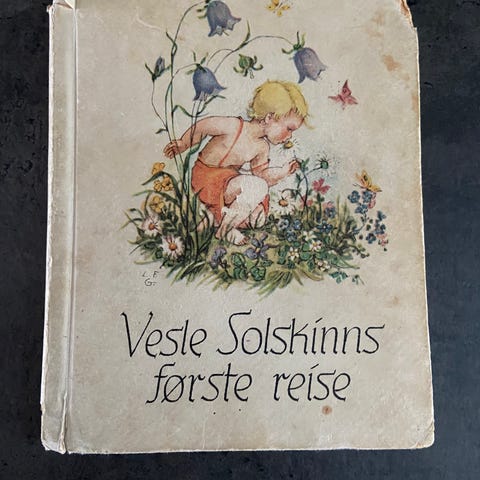 L F
G
Vesle Solskinns
første reise